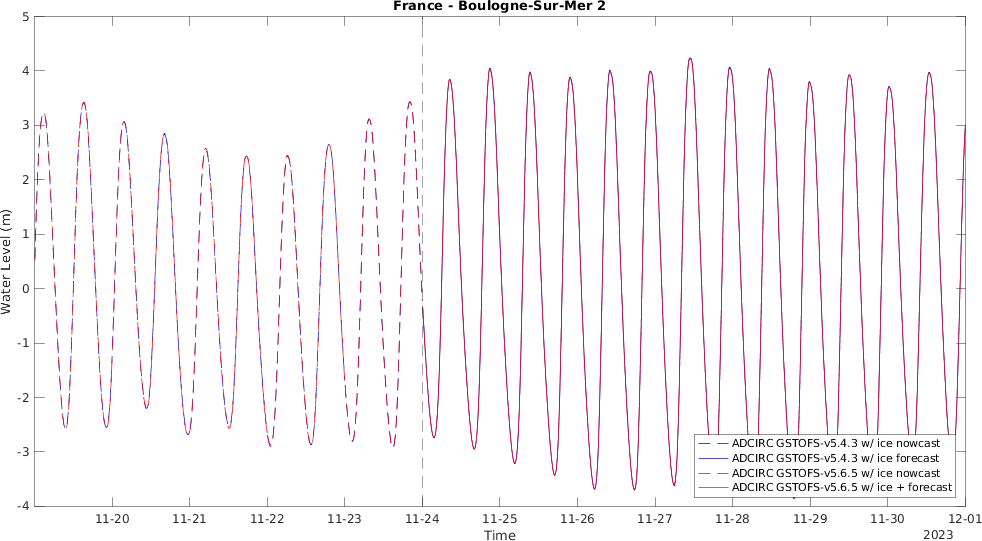 France - Boulogne-Sur-Mer 2
5
4
3
2
1
0
-1
-2
-3
-4
Water Level (m)
ADCIRC GSTOFS-v5.4.3 w/ ice nowcast
ADCIRC GSTOFS-v5.4.3 w/ ice forecast
ADCIRC GSTOFS-v5.6.5 w/ ice nowcast
ADCIRC GSTOFS-v5.6.5 w/ ice + forecast
11-20 11-21 11-22 11-23 11-24 11-25 11-26 11-27 11-28 11-29 11-30 12-01
Time 2023